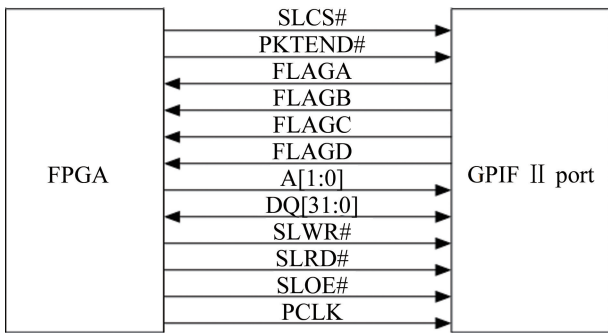 SLCS#
PKTEND#
FLAGA
FLAGB
FLAGC
FLAGD
FPGA
A[1:0]
GPIF Ⅱ port
DQ[31:0]
SLWR#
SLRD#
SLOE#
PCLK